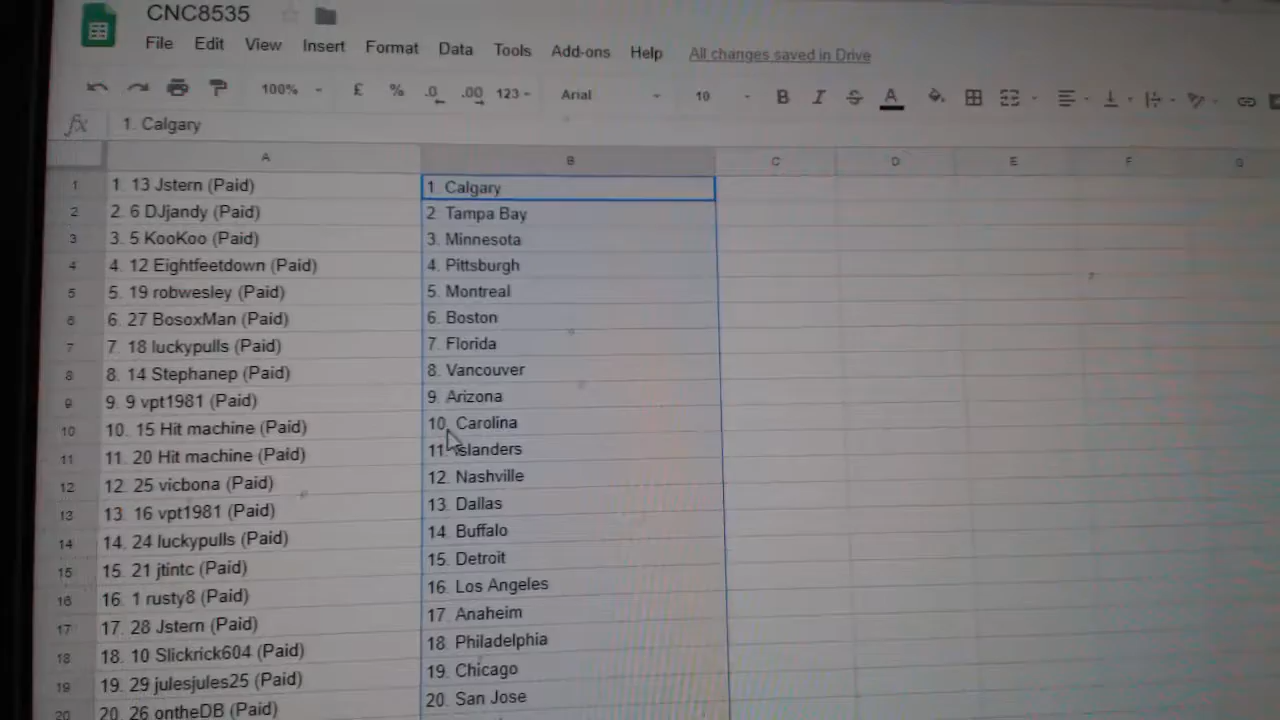 CNC8535
File Edit View Insert Format Data Tools Add-ons Help All changes saved in Drive
100% £ % .0 .00 123 Arial 10 B I S A
fx 1. Calgary
A B C D E F G
1 1. 13 Jstern (Paid) 1 Calgary
2 2. 6 DJjandy (Paid) 2. Tampa Bay
3 3. 5 KooKoo (Paid) 3. Minnesota
4 4. 12 Eightfeetdown (Paid) 4. Pittsburgh
5 5. 19 robwesley (Paid) 5. Montreal
6 6. 27 BosoxMan (Paid) 6. Boston
7 7. 18 luckypulls (Paid) 7. Florida
8 8. 14 Stephanep (Paid) 8. Vancouver
9 9. 9 vpt1981 (Paid) 9. Arizona
10 10. 15 Hit machine (Paid) 10. Carolina
11 11. 20 Hit machine (Paid) 11. Islanders
12 12. 25 vicbona (Paid) 12. Nashville
13 13. 16 vpt1981 (Paid) 13. Dallas
14 14. 24 luckypulls (Paid) 14. Buffalo
15 15. 21 jtintc (Paid) 15. Detroit
16 16. 1 rusty8 (Paid) 16. Los Angeles
17 17. 28 Jstern (Paid) 17. Anaheim
18 18. 10 Slickrick604 (Paid) 18. Philadelphia
19 19. 29 julesjules25 (Paid) 19. Chicago
20 20. 26 ontheDB (Paid) 20. San Jose